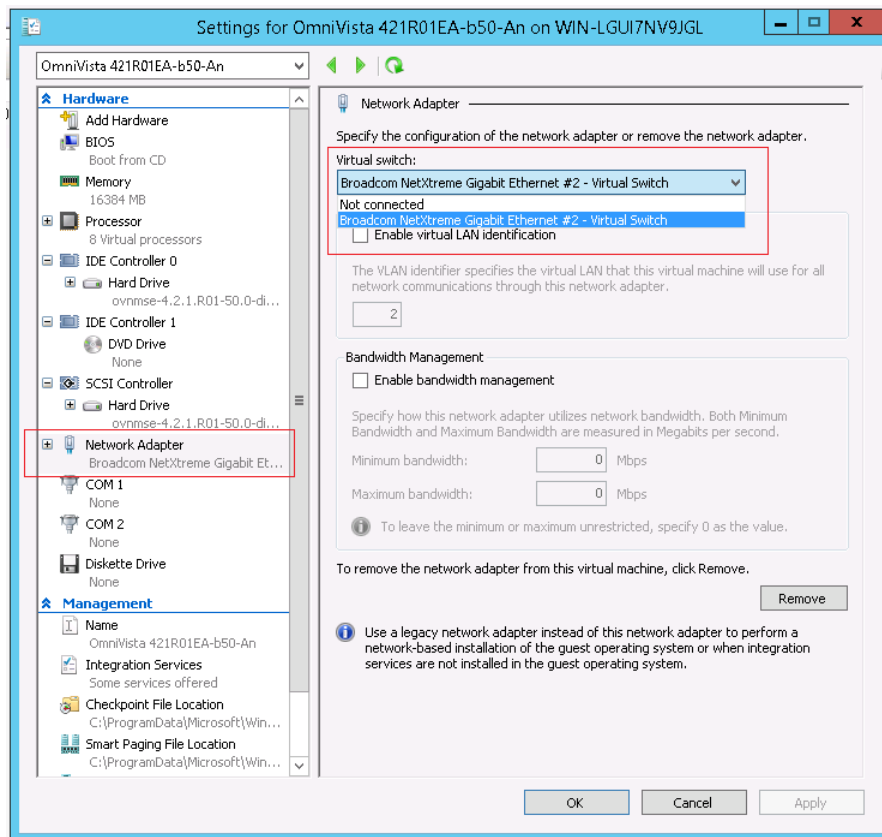 Settings for OmniVista 421R01EA-b50-An on WIN-LGUI7NV9JGL
OmniVista 421R01EA-b50-An
Hardware
Add Hardware
BIOS
Boot from CD
Memory
16384 MB
Processor
8 Virtual processors
IDE Controller 0
Hard Drive
ovnmse-4.2.1.R01-50.0-di...
IDE Controller 1
DVD Drive
None
SCSI Controller
Hard Drive
ovnmse-4.2.1.R01-50.0-di...
Network Adapter
Broadcom NetXtreme Gigabit Et...
COM 1
None
COM 2
None
Diskette Drive
None
Management
Name
OmniVista 421R01EA-b50-An
Integration Services
Some services offered
Checkpoint File Location
C:\ProgramData\Microsoft\Win...
Smart Paging File Location
C:\ProgramData\Microsoft\Win...
Network Adapter
Specify the configuration of the network adapter or remove the network adapter.
Virtual switch:
Broadcom NetXtreme Gigabit Ethernet #2 - Virtual Switch
Not connected
Broadcom NetXtreme Gigabit Ethernet #2 - Virtual Switch
Enable virtual LAN identification
The VLAN identifier specifies the virtual LAN that this virtual machine will use for all
network communications through this network adapter.
2
Bandwidth Management
Enable bandwidth management
Specify how this network adapter utilizes network bandwidth. Both Minimum
Bandwidth and Maximum Bandwidth are measured in Megabits per second.
Minimum bandwidth: 0 Mbps
Maximum bandwidth: 0 Mbps
To leave the minimum or maximum unrestricted, specify 0 as the value.
To remove the network adapter from this virtual machine, click Remove.
Remove
Use a legacy network adapter instead of this network adapter to perform a
network-based installation of the guest operating system or when integration
services are not installed in the guest operating system.
OK Cancel Apply